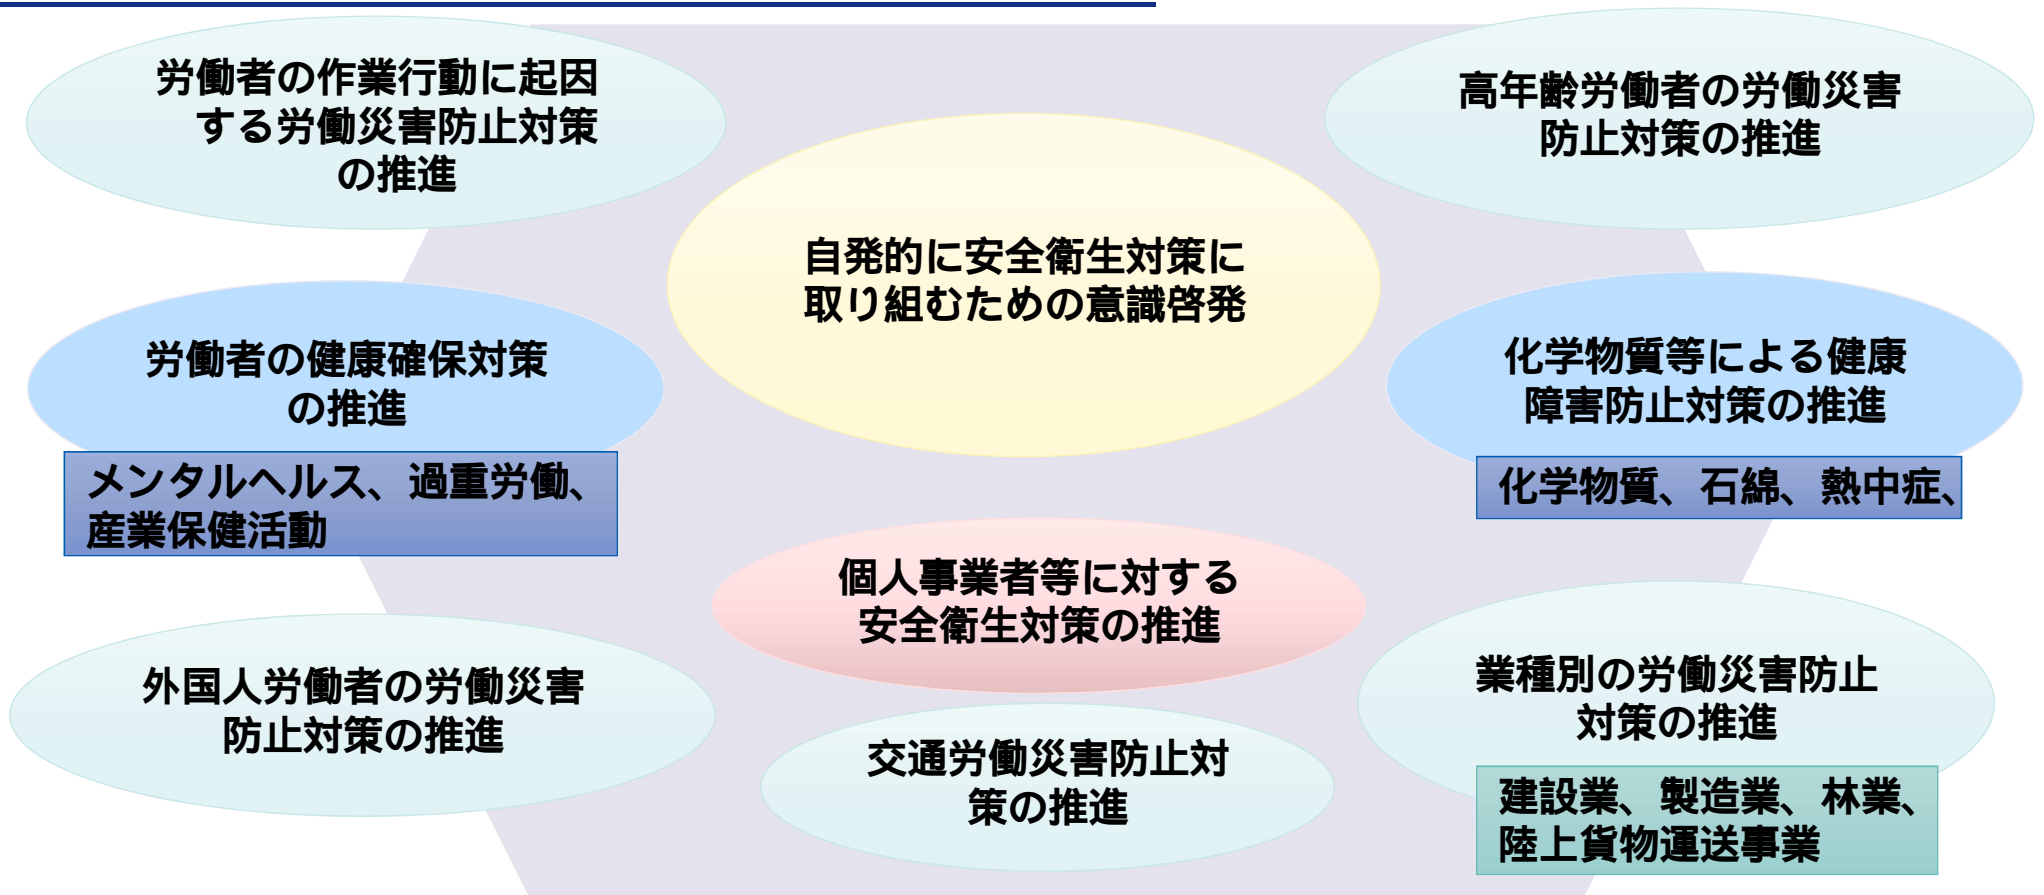 労働者の作業行動に起因
する労働災害防止対策
の推進
高年齢労働者の労働災害
防止対策の推進
自発的に安全衛生対策に
取り組むための意識啓発
労働者の健康確保対策
の推進
メンタルヘルス、過重労働、
産業保健活動
化学物質等による健康
障害防止対策の推進
化学物質、石綿、熱中症、
個人事業者等に対する
安全衛生対策の推進
外国人労働者の労働災害
防止対策の推進
交通労働災害防止対
策の推進
業種別の労働災害防止
対策の推進
建設業、製造業、林業、
陸上貨物運送事業